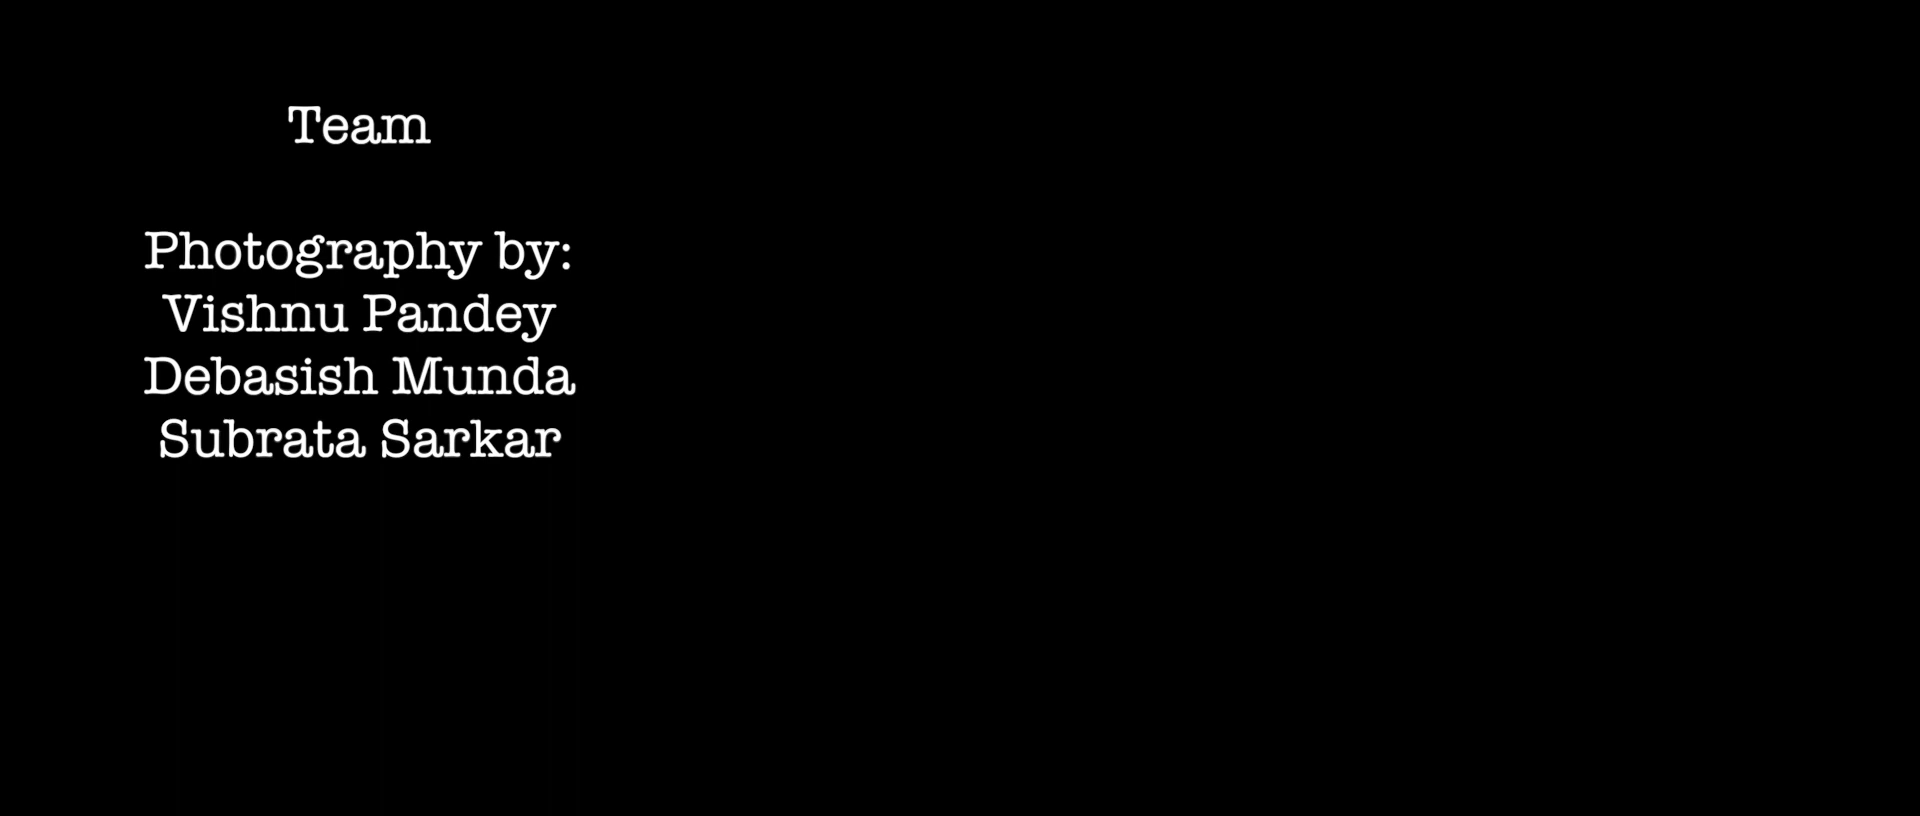 Team
Photography by:
Vishnu Pandey
Debasish Munda
Subrata Sarkar